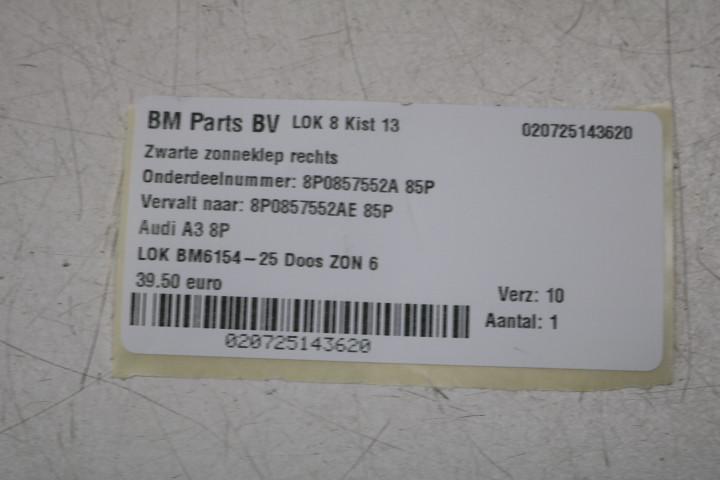 BM Parts BV LOK 8 Kist 13 020725143620
Zwarte zonneklep rechts
Onderdeelnummer: 8P0857552A 85P
Vervalt naar: 8P0857552AE 85P
Audi A3 8P
LOK BM6154-25 Doos ZON 6
39.50 euro
Verz: 10
Aantal: 1
020725143620